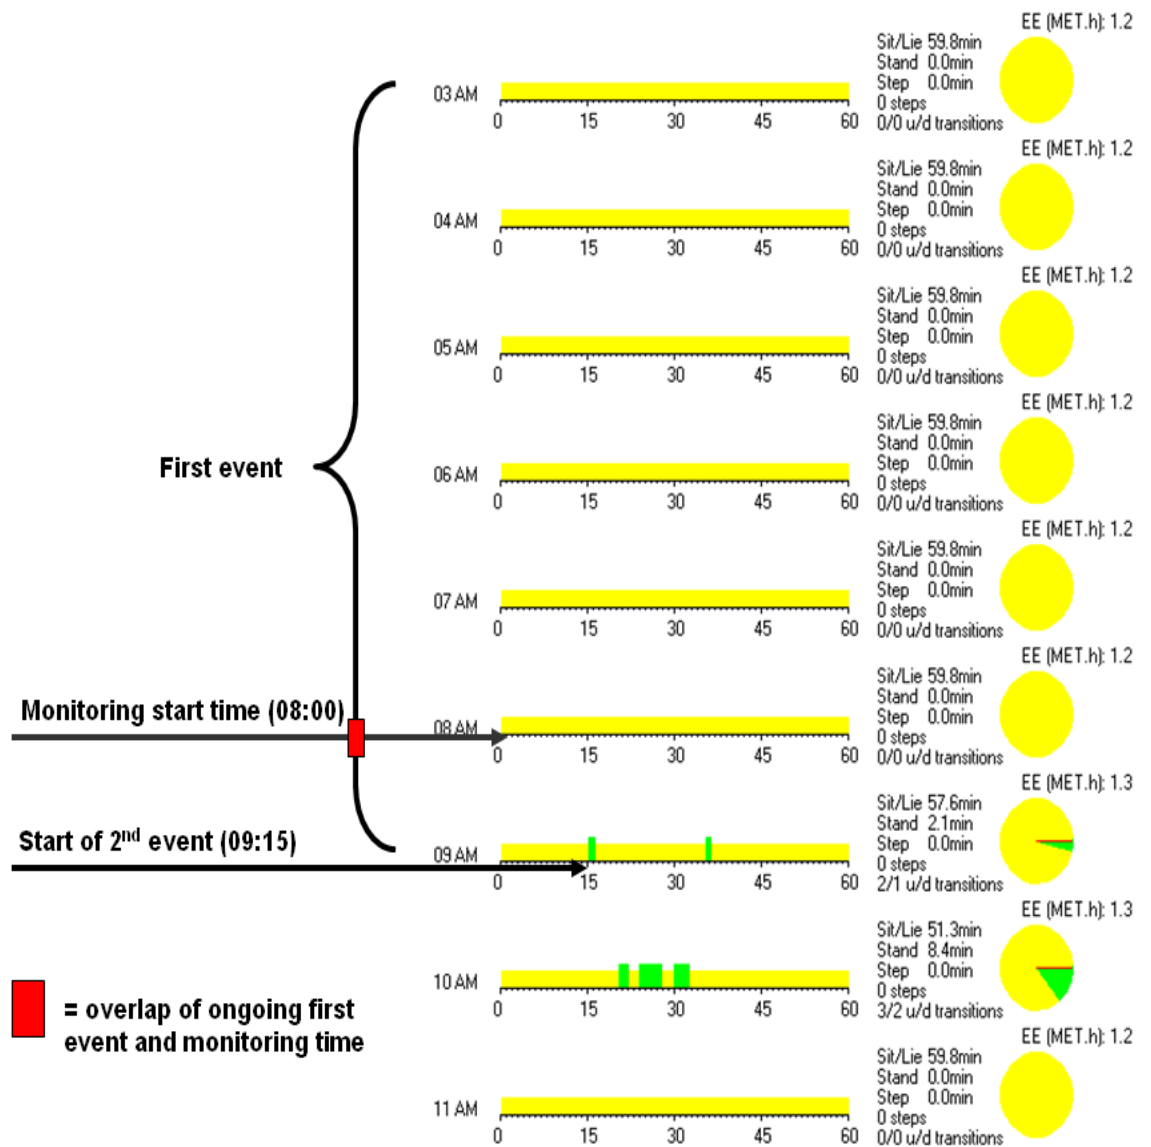 EE (MET.h): 1.2
Sit/Lie 59.8min
Stand 0.0min
Step 0.0min
0 steps
0/0 u/d transitions
03 AM
0 15 30 45 60
EE (MET.h): 1.2
Sit/Lie 59.8min
Stand 0.0min
Step 0.0min
0 steps
0/0 u/d transitions
04 AM
0 15 30 45 60
EE (MET.h): 1.2
Sit/Lie 59.8min
Stand 0.0min
Step 0.0min
0 steps
0/0 u/d transitions
05 AM
0 15 30 45 60
First event
EE (MET.h): 1.2
Sit/Lie 59.8min
Stand 0.0min
Step 0.0min
0 steps
0/0 u/d transitions
06 AM
0 15 30 45 60
EE (MET.h): 1.2
Sit/Lie 59.8min
Stand 0.0min
Step 0.0min
0 steps
0/0 u/d transitions
07 AM
0 15 30 45 60
Monitoring start time (08:00)
EE (MET.h): 1.2
Sit/Lie 59.8min
Stand 0.0min
Step 0.0min
0 steps
0/0 u/d transitions
08 AM
0 15 30 45 60
Start of 2nd event (09:15)
EE (MET.h): 1.3
Sit/Lie 57.6min
Stand 2.1min
Step 0.0min
0 steps
2/1 u/d transitions
09 AM
0 15 30 45 60
EE (MET.h): 1.3
Sit/Lie 51.3min
Stand 8.4min
Step 0.0min
0 steps
3/2 u/d transitions
10 AM
0 15 30 45 60
= overlap of ongoing first
event and monitoring time
EE (MET.h): 1.2
Sit/Lie 59.8min
Stand 0.0min
Step 0.0min
0 steps
0/0 u/d transitions
11 AM
0 15 30 45 60